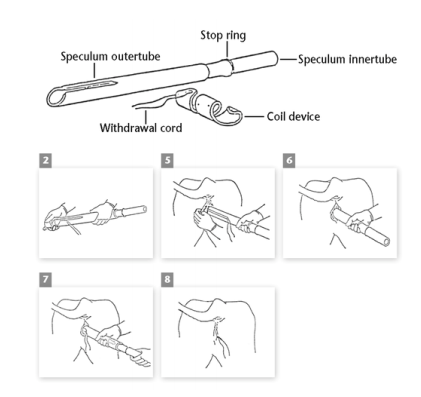 Stop ring
Speculum outertube
Speculum innertube
Coil device
Withdrawal cord
2
5
6
7
8